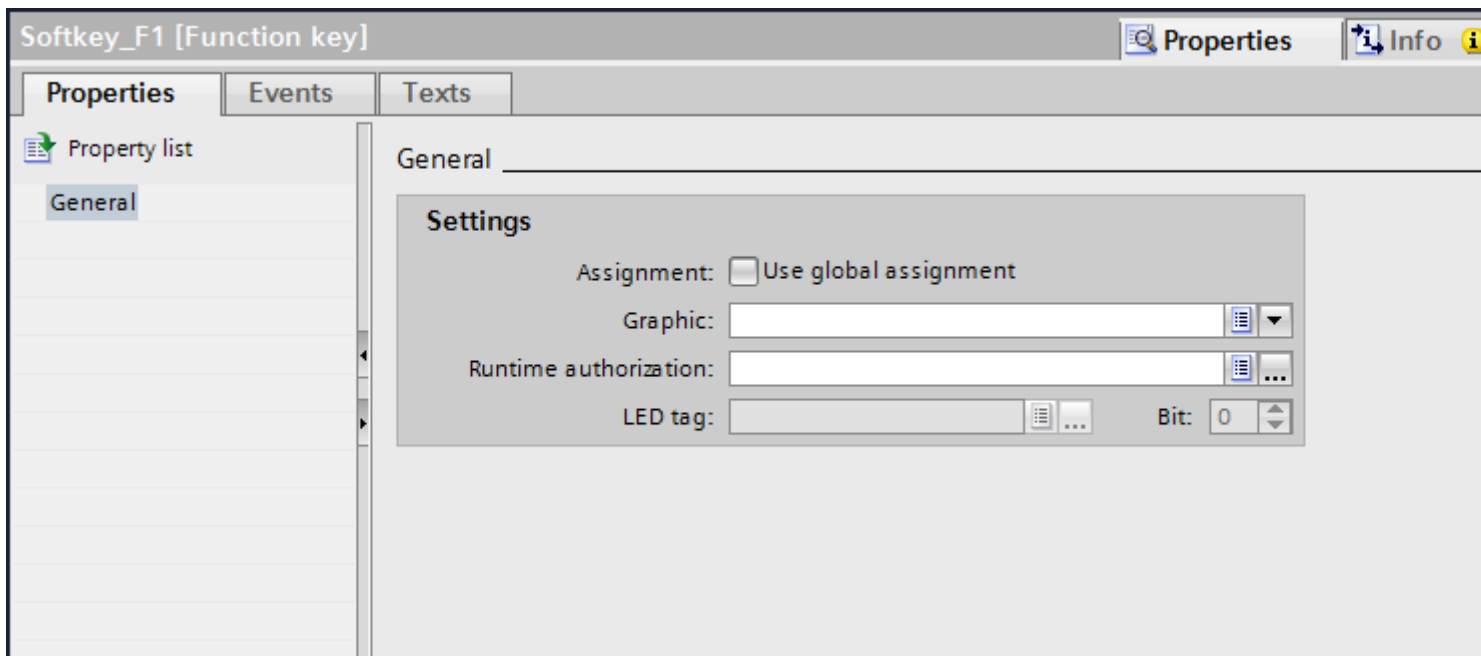 Softkey_F1 [Function key]
Properties
Info
Properties
Events
Texts
Property list
General
General
Settings
Assignment: Use global assignment
Graphic:
Runtime authorization:
...
LED tag:
...
Bit: 0